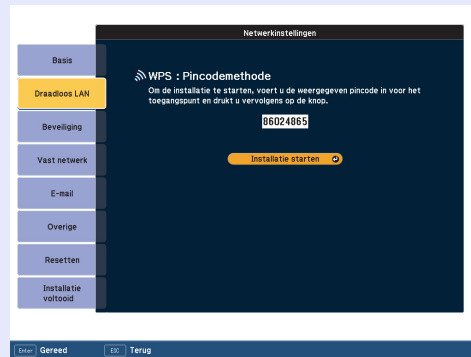 Netwerkinstellingen
Basis
Draadloos LAN
Beveiliging
Vast netwerk
E-mail
Overige
Resetten
Installatie
voltooid
WPS : Pincodemethode
Om de installatie te starten, voert u de weergegeven pincode in voor het
toegangspunt en drukt u vervolgens op de knop.
86024865
Installatie starten
Enter Gereed
ESC Terug